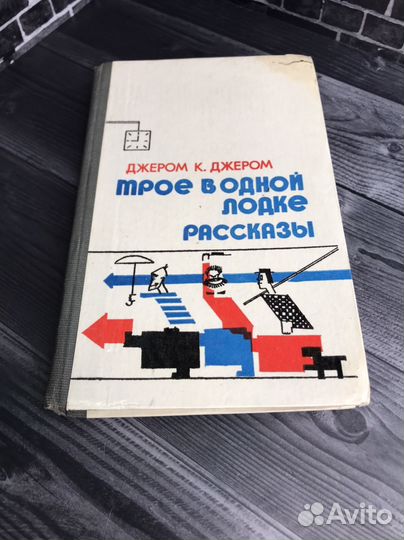 ДЖЕРОМ К. ДЖЕРОМ
трое в одной
лодке
рассказы
Avito